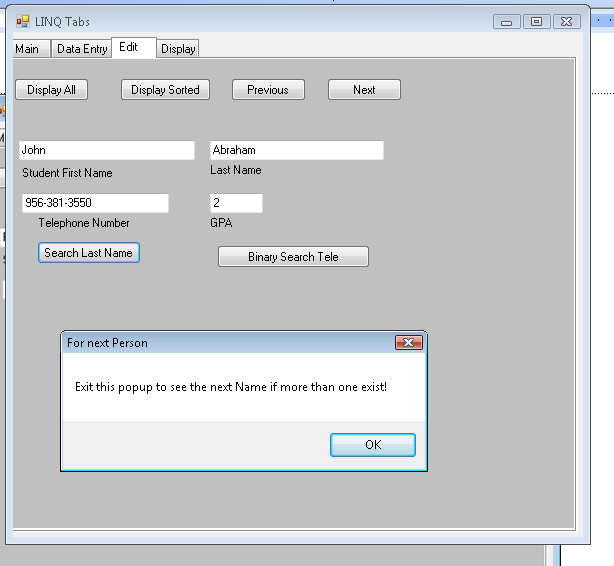 LINQ Tabs
Main Data Entry Edit Display
Display All Display Sorted Previous Next
John Abraham
Student First Name Last Name
956-381-3550 2
Telephone Number GPA
Search Last Name Binary Search Tele
For next Person
Exit this popup to see the next Name if more than one exist!
OK